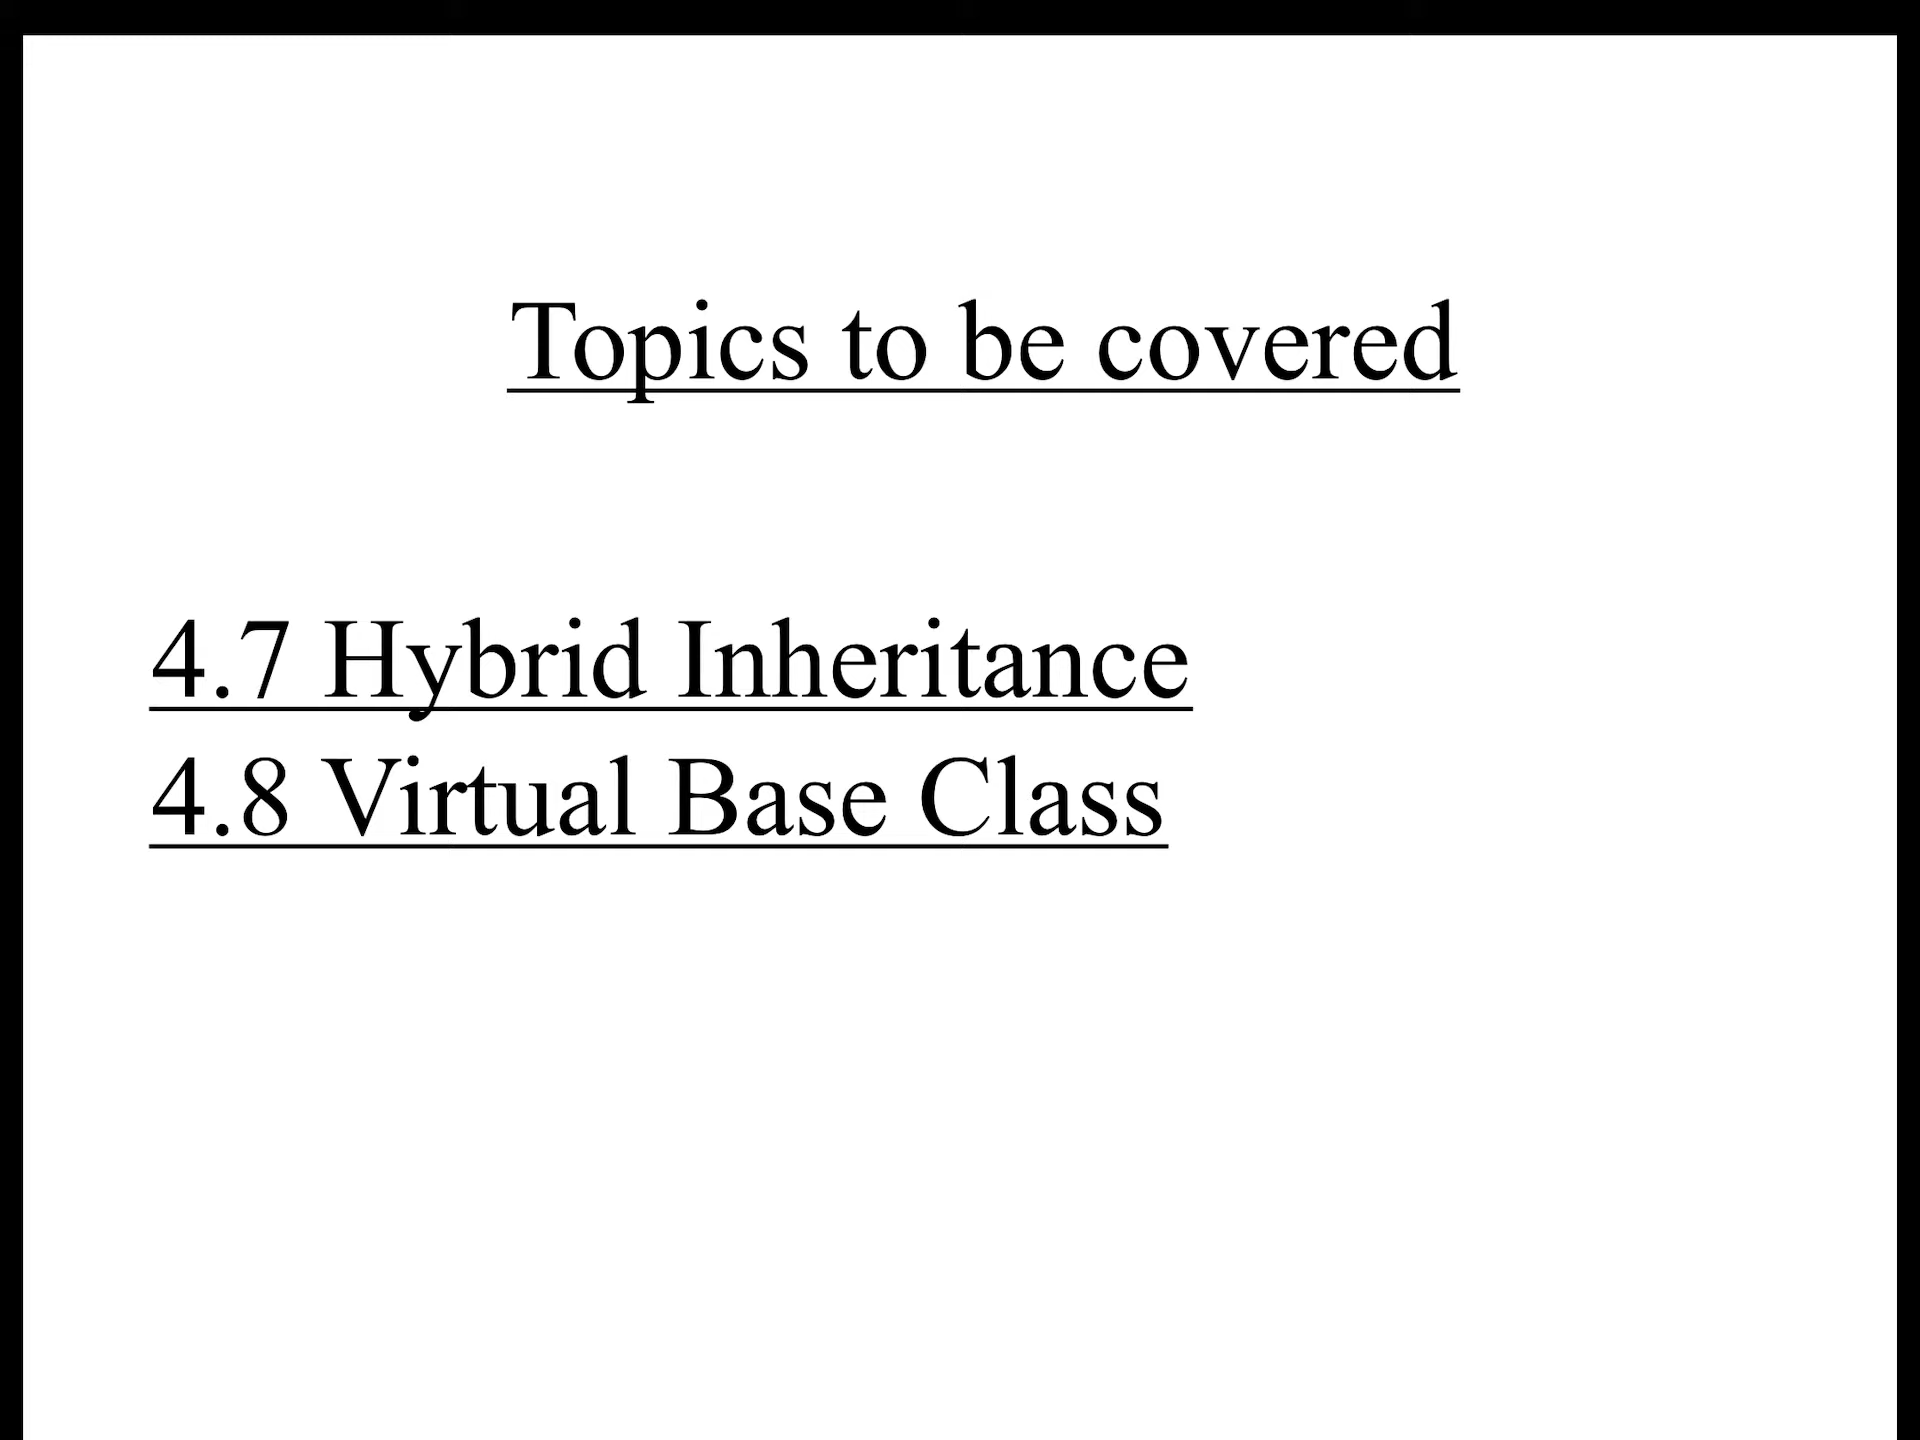 Topics to be covered
4.7 Hybrid Inheritance
4.8 Virtual Base Class